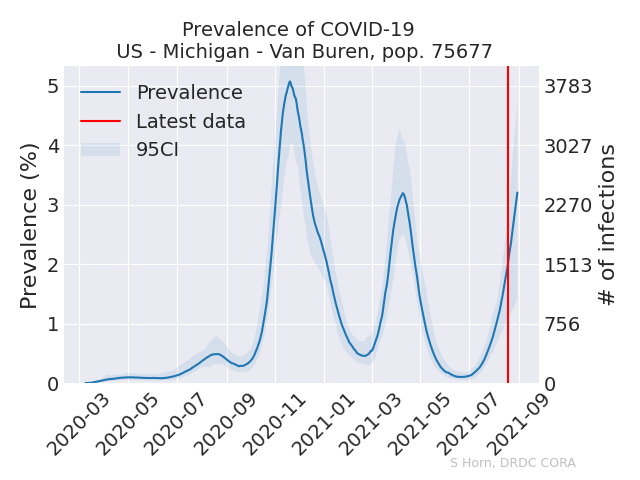 Prevalence of COVID-19
US - Michigan - Van Buren, pop. 75677
Prevalence
Latest data
95CI
Prevalence (%)
5
4
3
2
1
0
3783
3027
2270
1513
756
0
# of infections
2020-03
2020-05
2020-07
2020-09
2020-11
2021-01
2021-03
2021-05
2021-07
2021-09
S Horn, DRDC CORA